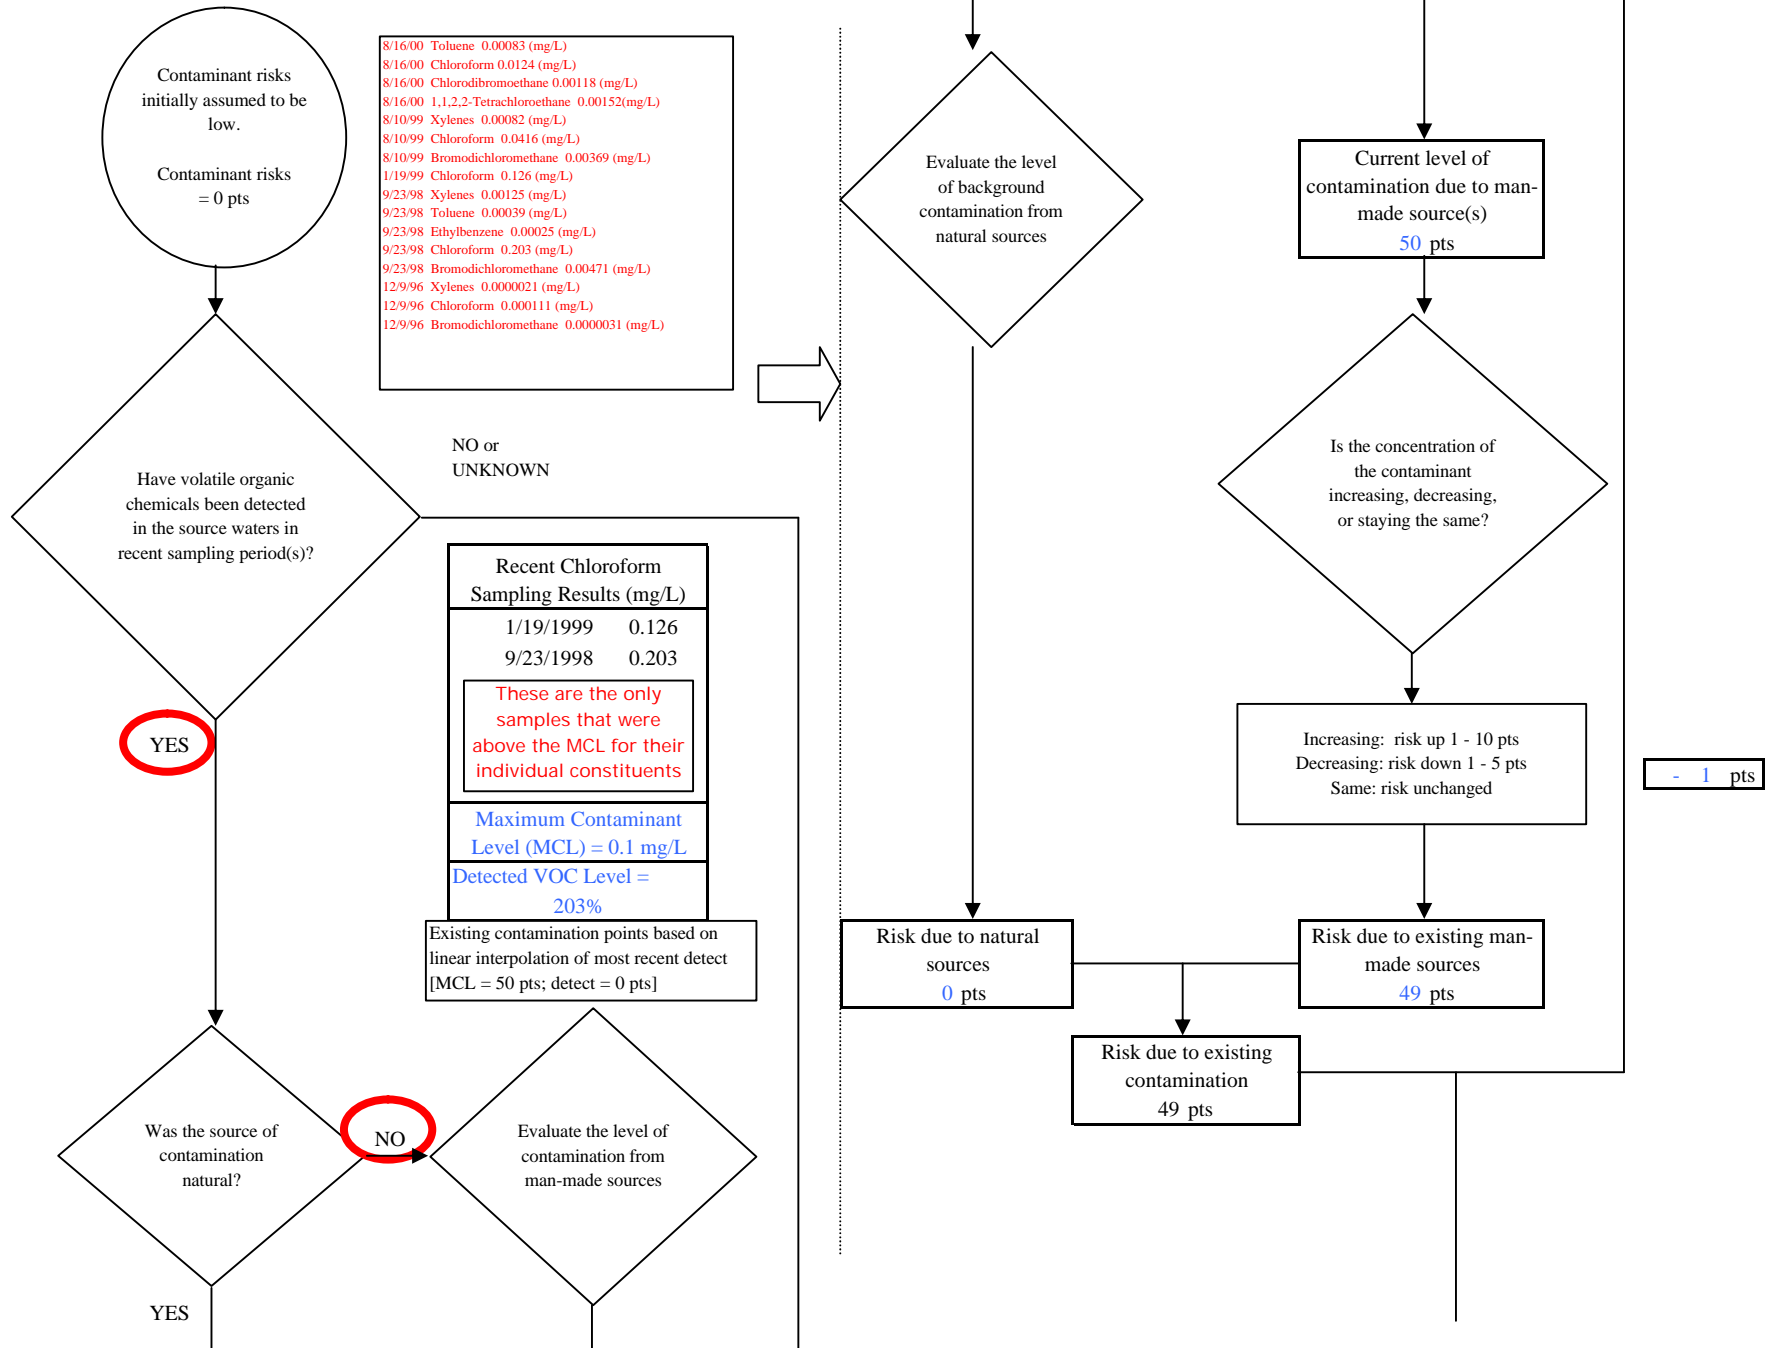 Contaminant risks
initially assumed to be
low.
Contaminant risks
= 0 pts
8/16/00 Toluene 0.00083 (mg/L)
8/16/00 Chloroform 0.0124 (mg/L)
8/16/00 Chlorodibromoethane 0.00118 (mg/L)
8/16/00 1,1,2,2-Tetrachloroethane 0.00152(mg/L)
8/10/99 Xylenes 0.00082 (mg/L)
8/10/99 Chloroform 0.0416 (mg/L)
8/10/99 Bromodichloromethane 0.00369 (mg/L)
1/19/99 Chloroform 0.126 (mg/L)
9/23/98 Xylenes 0.00125 (mg/L)
9/23/98 Toluene 0.00039 (mg/L)
9/23/98 Ethylbenzene 0.00025 (mg/L)
9/23/98 Chloroform 0.203 (mg/L)
9/23/98 Bromodichloromethane 0.00471 (mg/L)
12/9/96 Xylenes 0.0000021 (mg/L)
12/9/96 Chloroform 0.000111 (mg/L)
12/9/96 Bromodichloromethane 0.0000031 (mg/L)
NO or
UNKNOWN
Have volatile organic
chemicals been detected
in the source waters in
recent sampling period(s)?
YES
Recent Chloroform
Sampling Results (mg/L)
1/19/1999 0.126
9/23/1998 0.203
These are the only
samples that were
above the MCL for their
individual constituents
Maximum Contaminant
Level (MCL) = 0.1 mg/L
Detected VOC Level =
203%
Existing contamination points based on
linear interpolation of most recent detect
[MCL = 50 pts; detect = 0 pts]
Was the source of
contamination
natural?
NO
Evaluate the level of
contamination from
man-made sources
YES
Evaluate the level
of background
contamination from
natural sources
Current level of
contamination due to man-
made source(s)
50 pts
Is the concentration of
the contaminant
increasing, decreasing,
or staying the same?
Increasing: risk up 1 - 10 pts
Decreasing: risk down 1 - 5 pts
Same: risk unchanged
- 1 pts
Risk due to natural
sources
0 pts
Risk due to existing man-
made sources
49 pts
Risk due to existing
contamination
49 pts